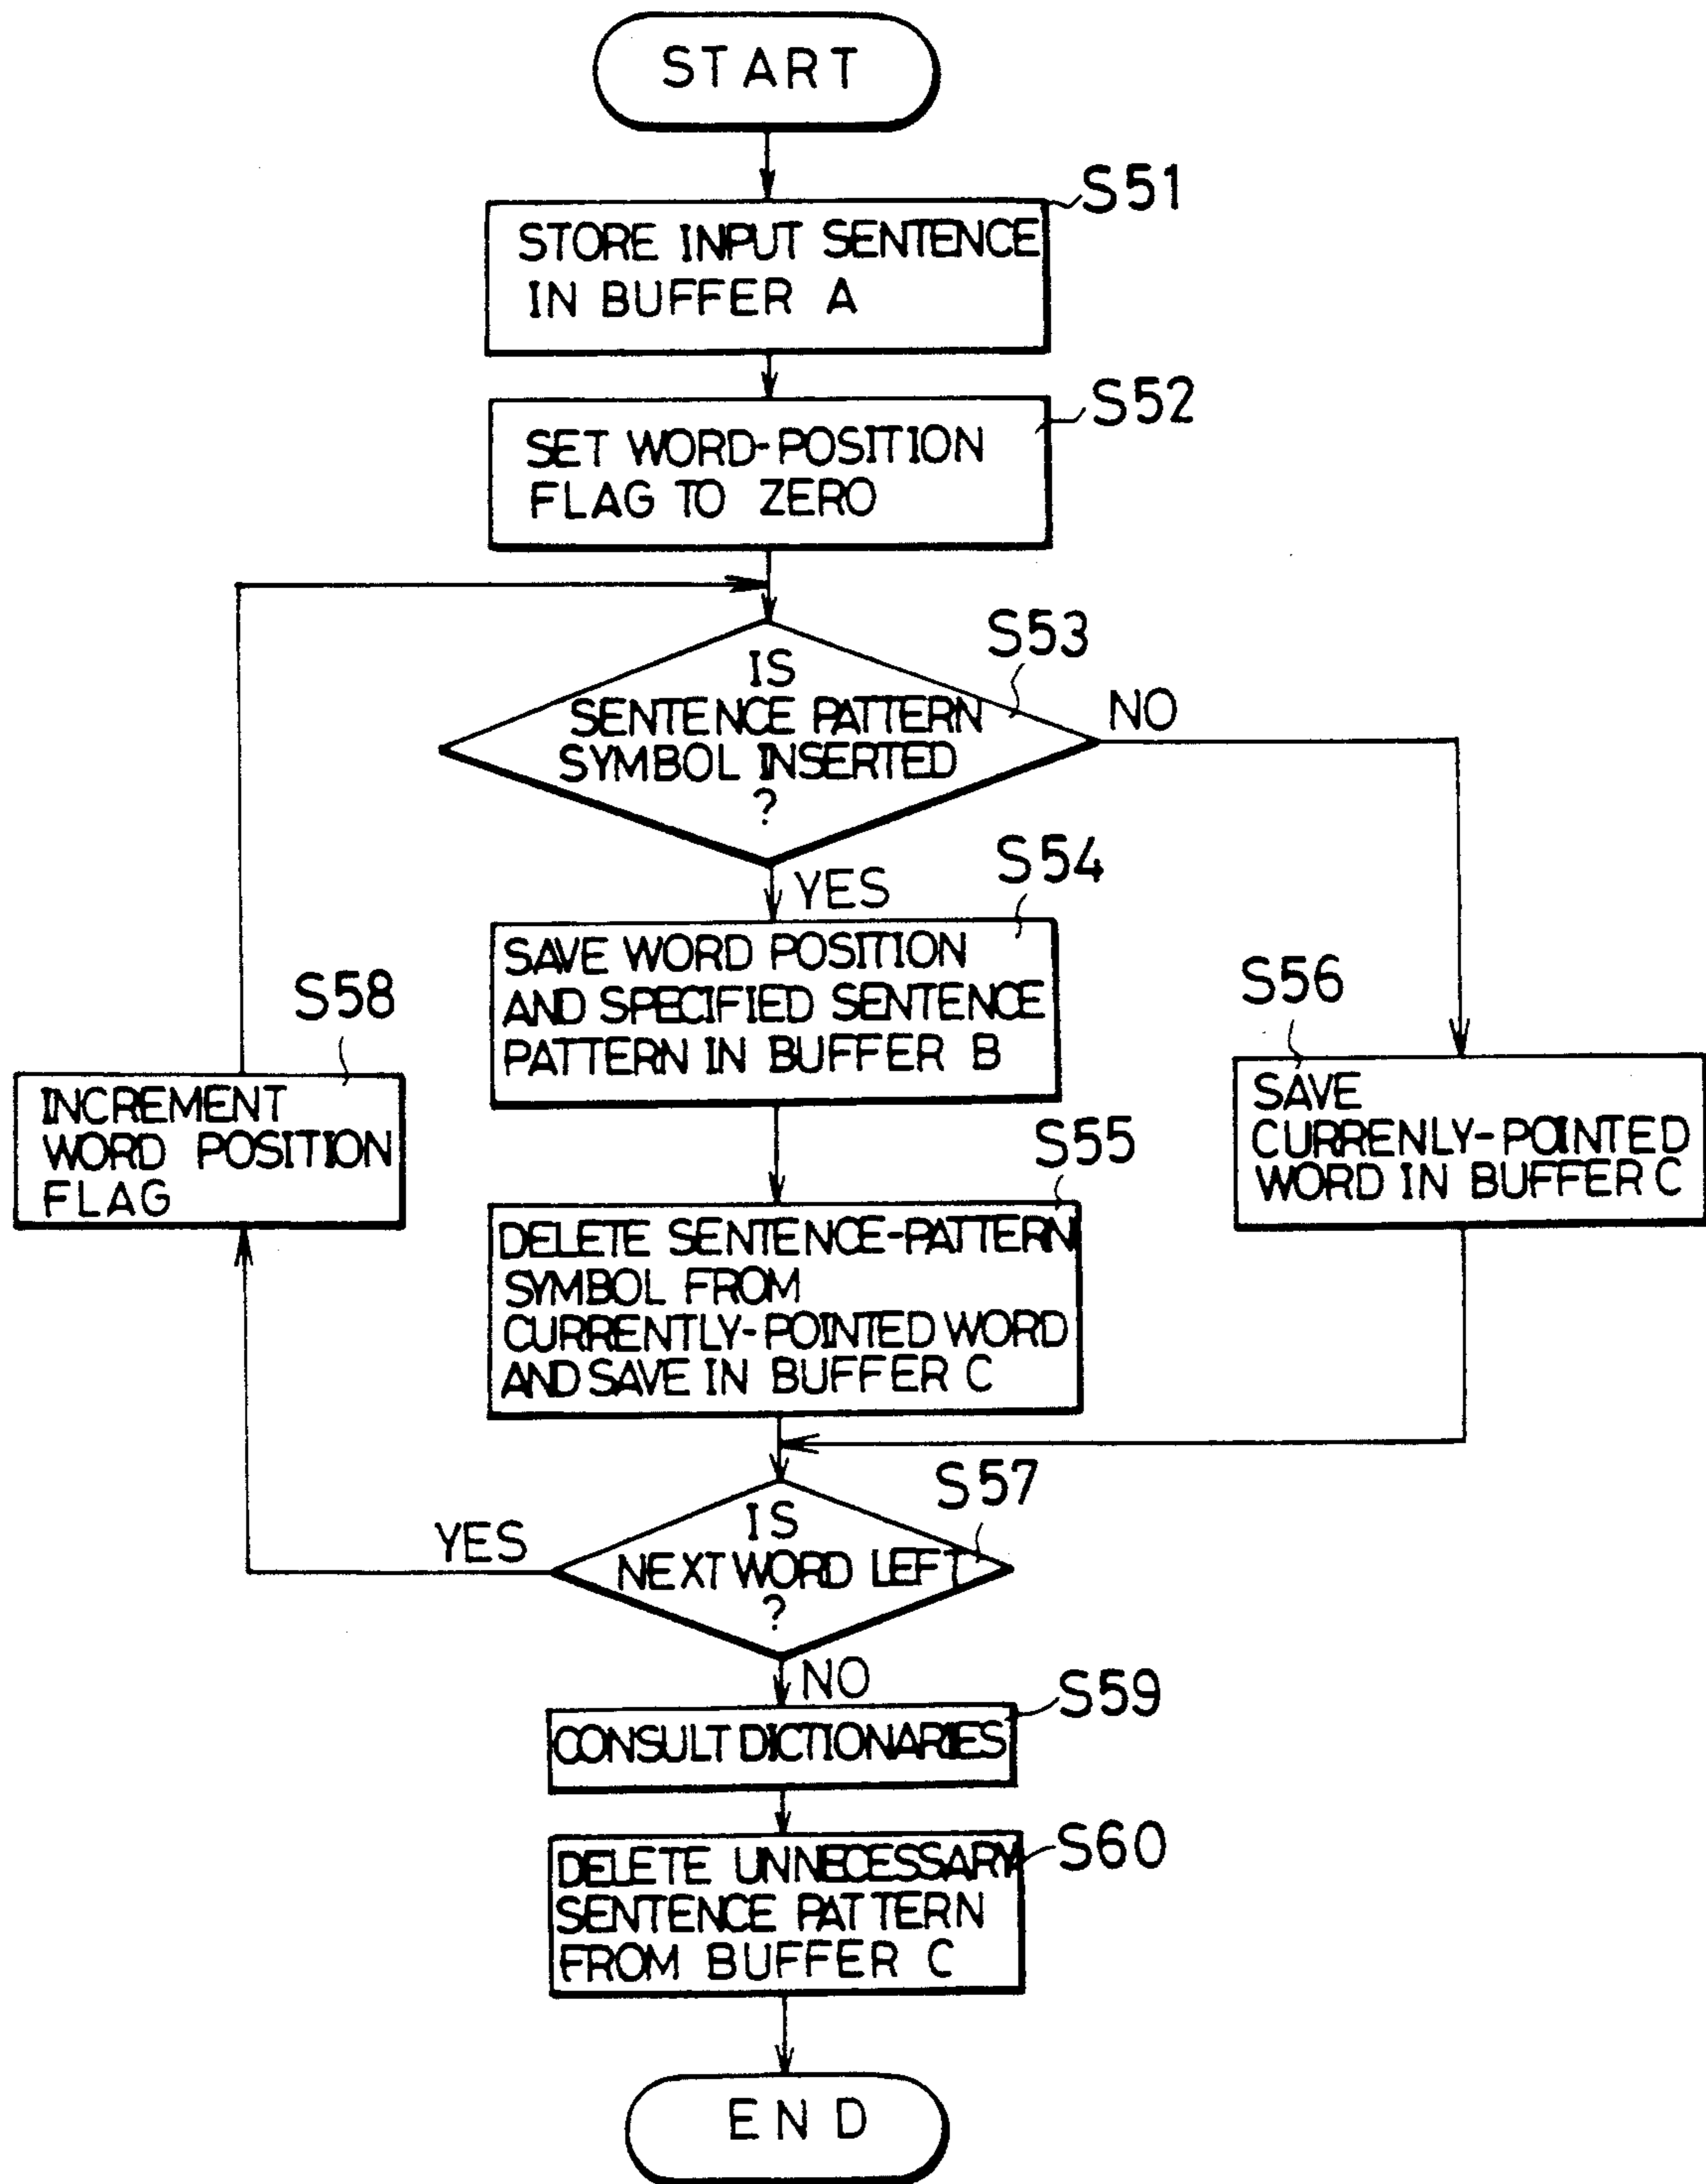 START
S51
STORE INPUT SENTENCE
IN BUFFER A
S52
SET WORD-POSITION
FLAG TO ZERO
S53
IS
SENTENCE PATTERN
SYMBOL INSERTED
?
NO
YES
S54
SAVE WORD POSITION
AND SPECIFIED SENTENCE
PATTERN IN BUFFER B
S58
INCREMENT
WORD POSITION
FLAG
S56
SAVE
CURRENLY-POINTED
WORD IN BUFFER C
S55
DELETE SENTENCE-PATTERN
SYMBOL FROM
CURRENTLY-POINTED WORD
AND SAVE IN BUFFER C
S57
IS
NEXT WORD LEFT
?
YES
NO
S59
CONSULT DICTIONARIES
S60
DELETE UNNECESSARY
SENTENCE PATTERN
FROM BUFFER C
END